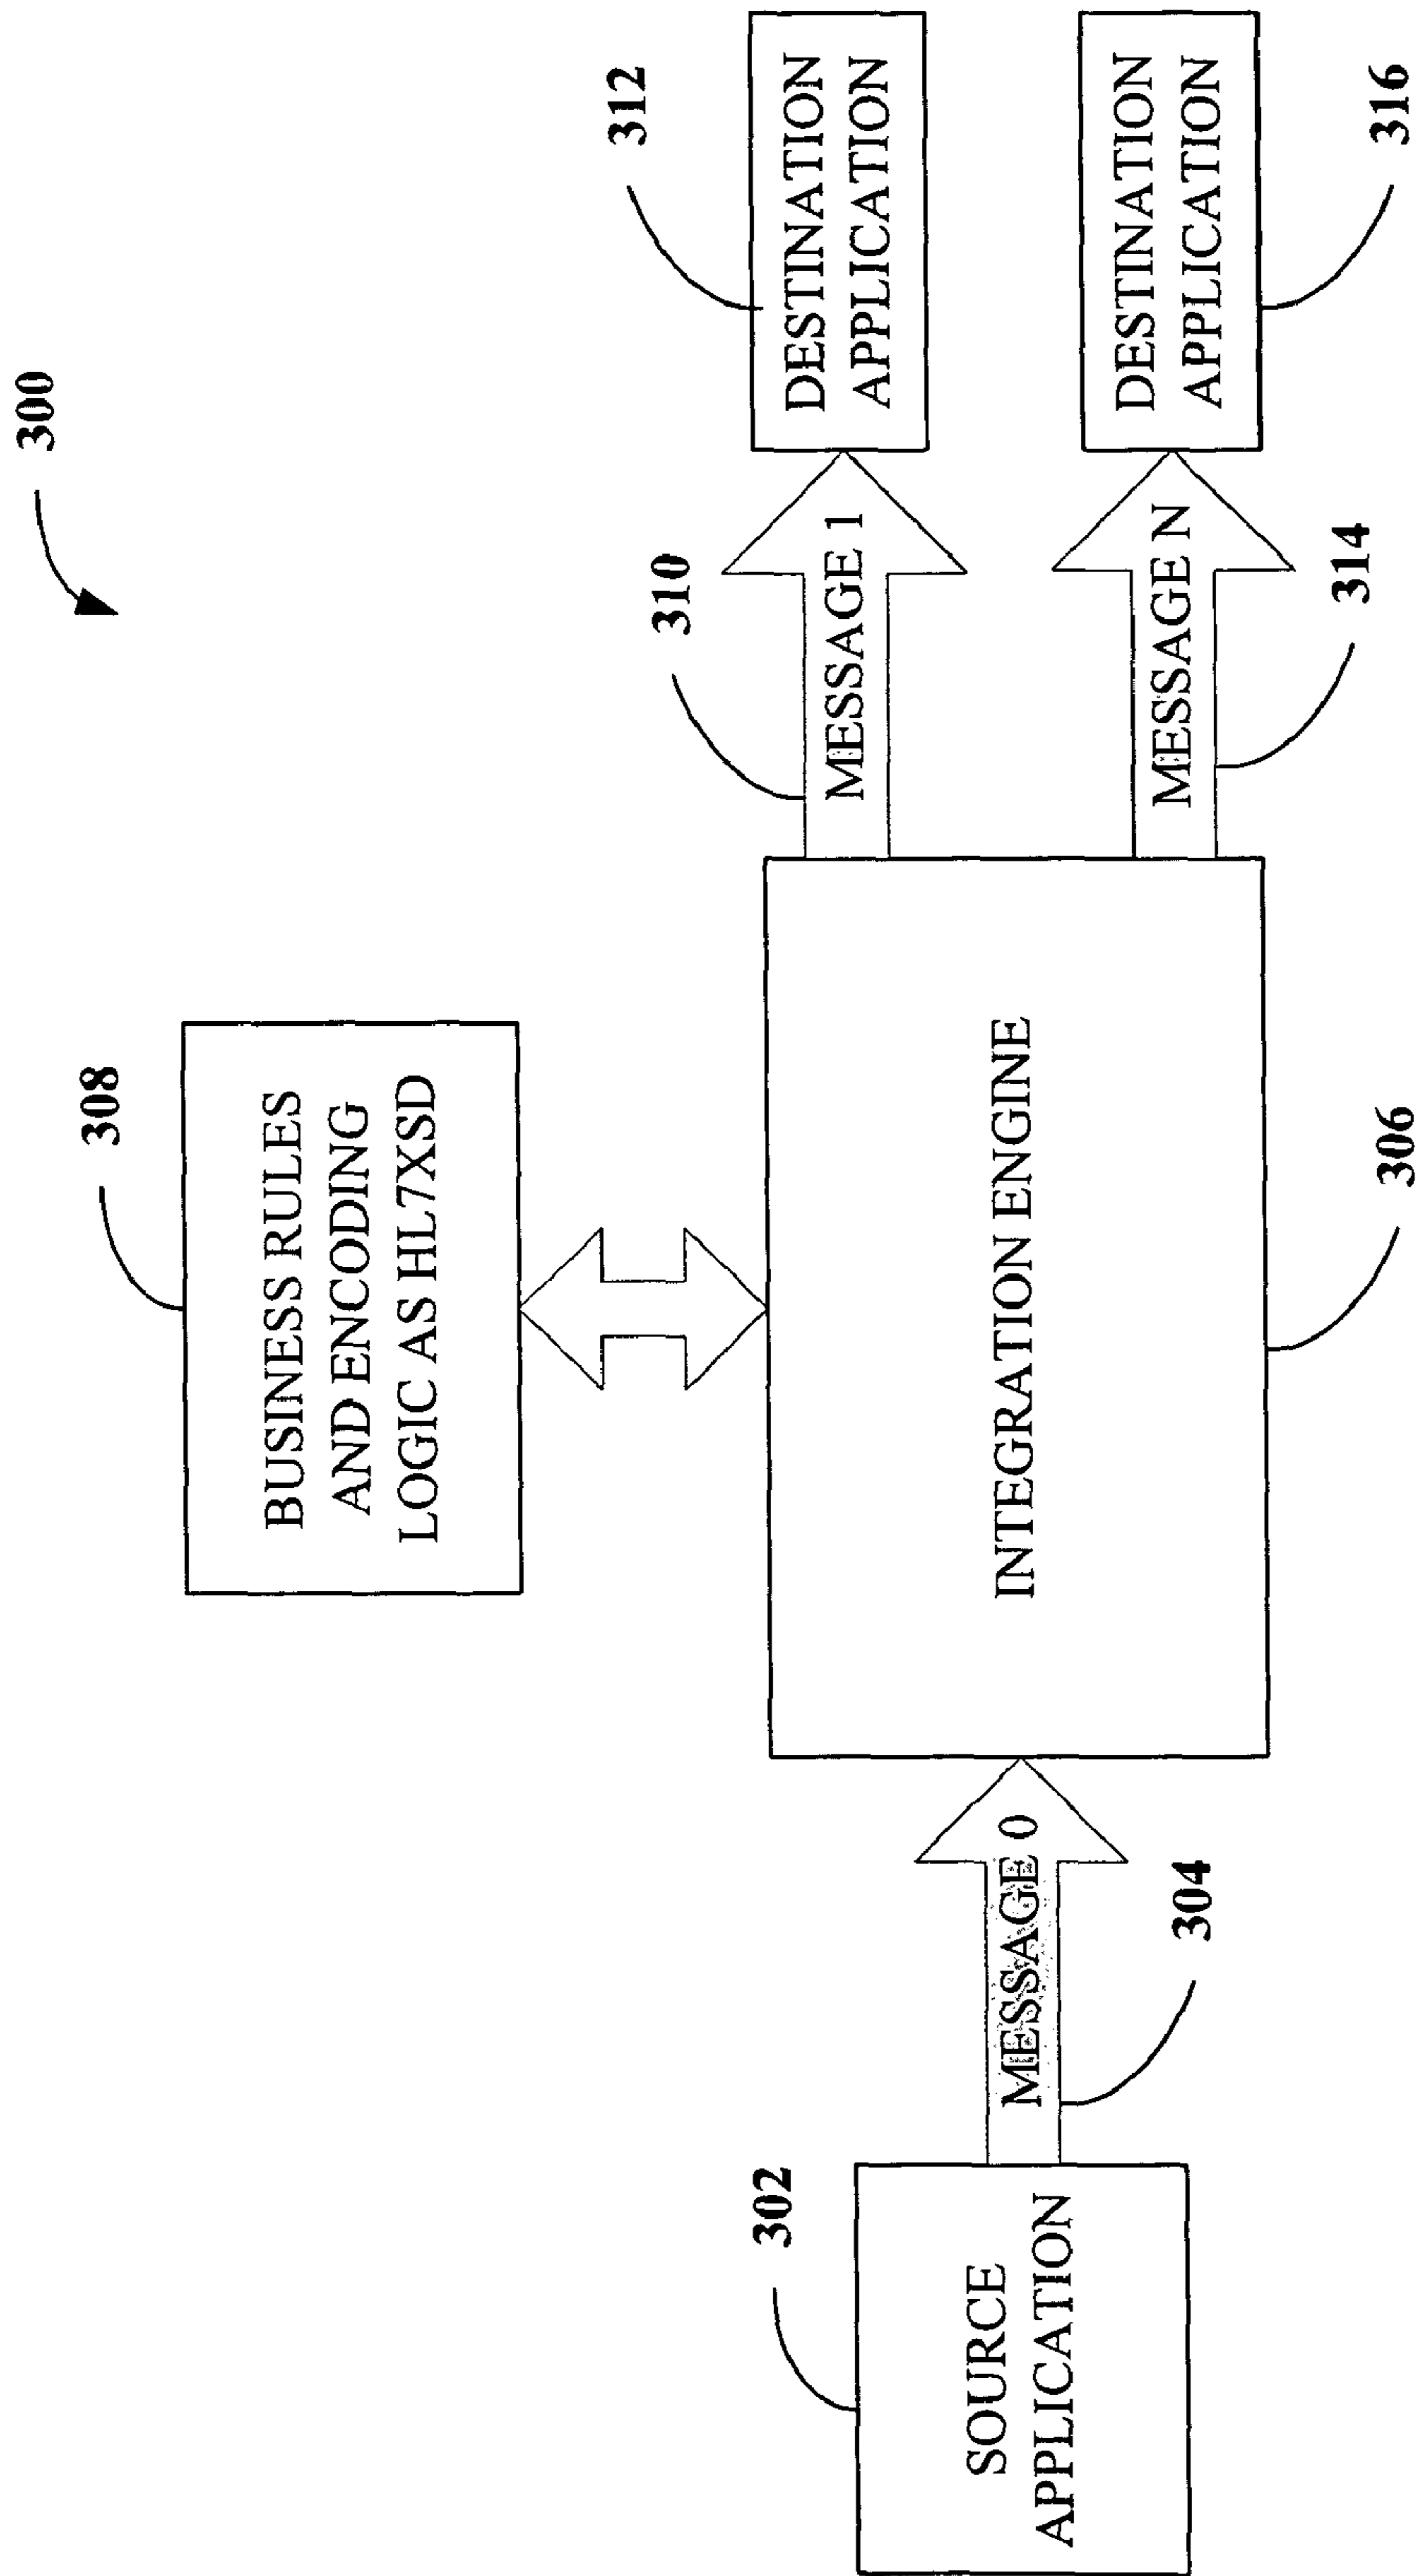 300
308
BUSINESS RULES
AND ENCODING
LOGIC AS HL7XSD
302
SOURCE
APPLICATION
MESSAGE 0
304
INTEGRATION ENGINE
306
310
MESSAGE 1
312
DESTINATION
APPLICATION
MESSAGE N
314
DESTINATION
APPLICATION
316